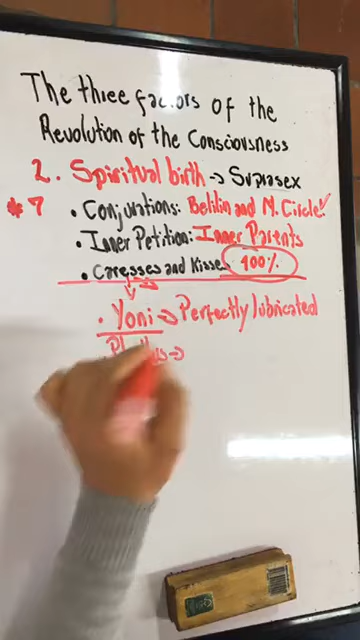 The three factors of the
Revolution of the Consciousness
2. Spiritual birth → Suprasex
* 7 • Conjurations: Belilin and M. Circle ✓
• Inner Petition: Inner Parents
• Caresses and Kisses 100%
• Yoni → Perfectly lubricated